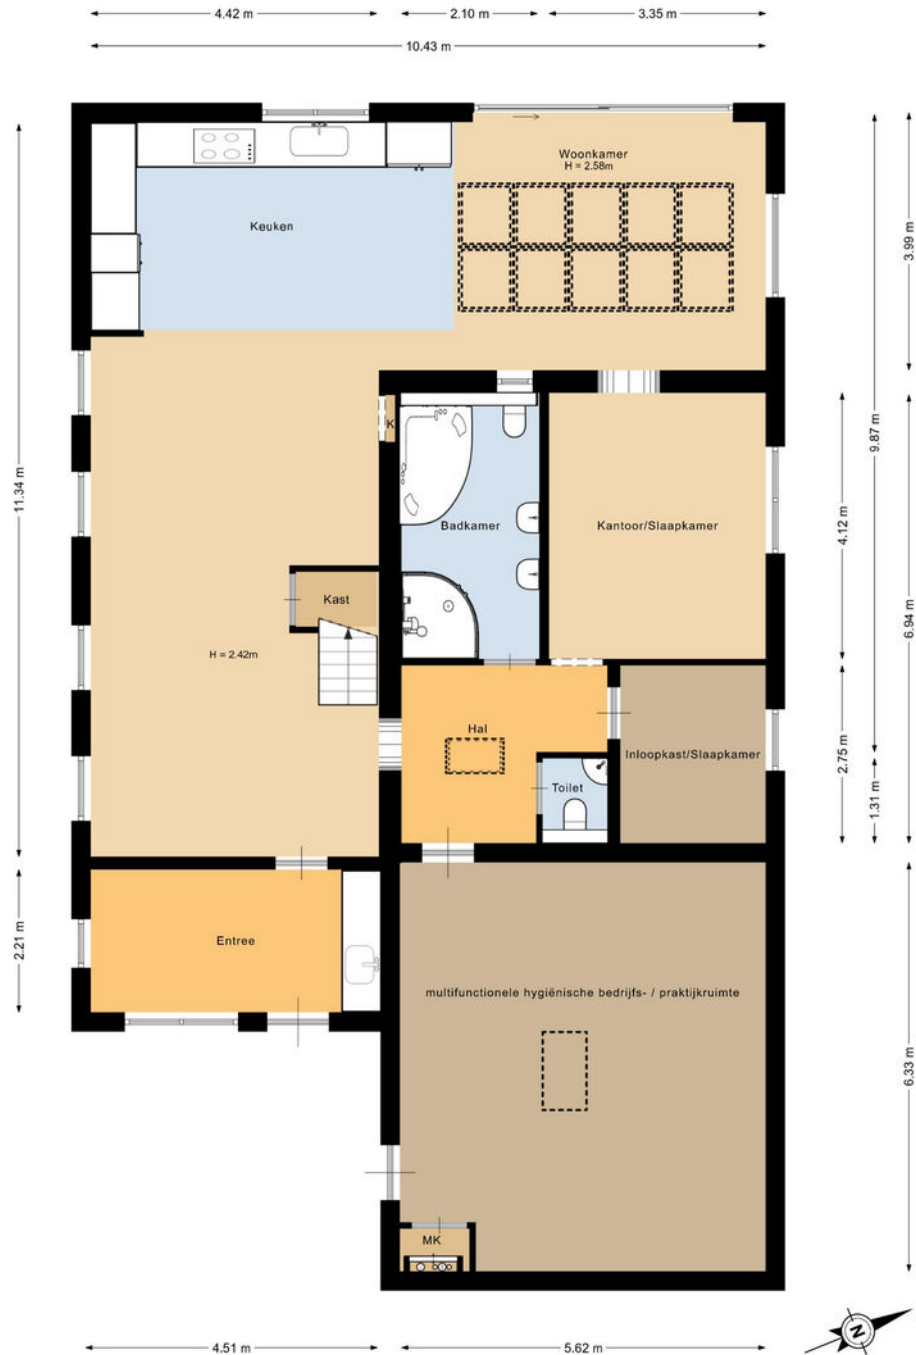 4.42 m
2.10 m
3.35 m
10.43 m
Woonkamer
H = 2.58m
Keuken
3.99 m
11.34 m
9.87 m
K
4.12 m
Badkamer
Kantoor/Slaapkamer
6.94 m
Kast
H = 2.42m
Hal
2.75 m
Inloopkast/Slaapkamer
Toilet
1.31 m
2.21 m
Entree
multifunctionele hygiënische bedrijfs- / praktijkruimte
6.33 m
MK
N
4.51 m
5.62 m